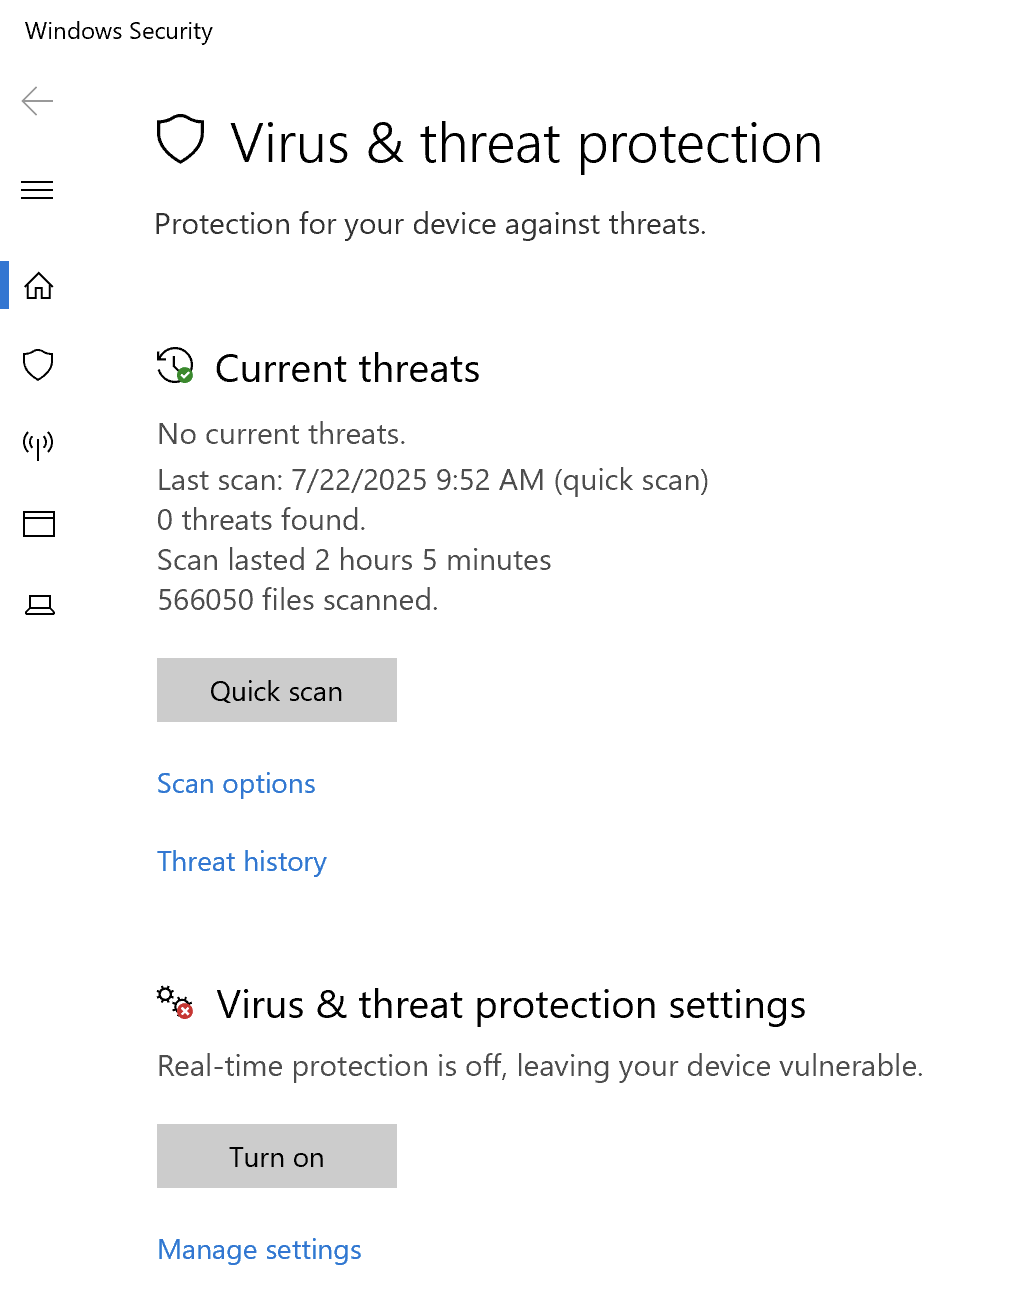 Windows Security
Virus & threat protection
Protection for your device against threats.
Current threats
No current threats.
Last scan: 7/22/2025 9:52 AM (quick scan)
0 threats found.
Scan lasted 2 hours 5 minutes
566050 files scanned.
Quick scan
Scan options
Threat history
Virus & threat protection settings
Real-time protection is off, leaving your device vulnerable.
Turn on
Manage settings